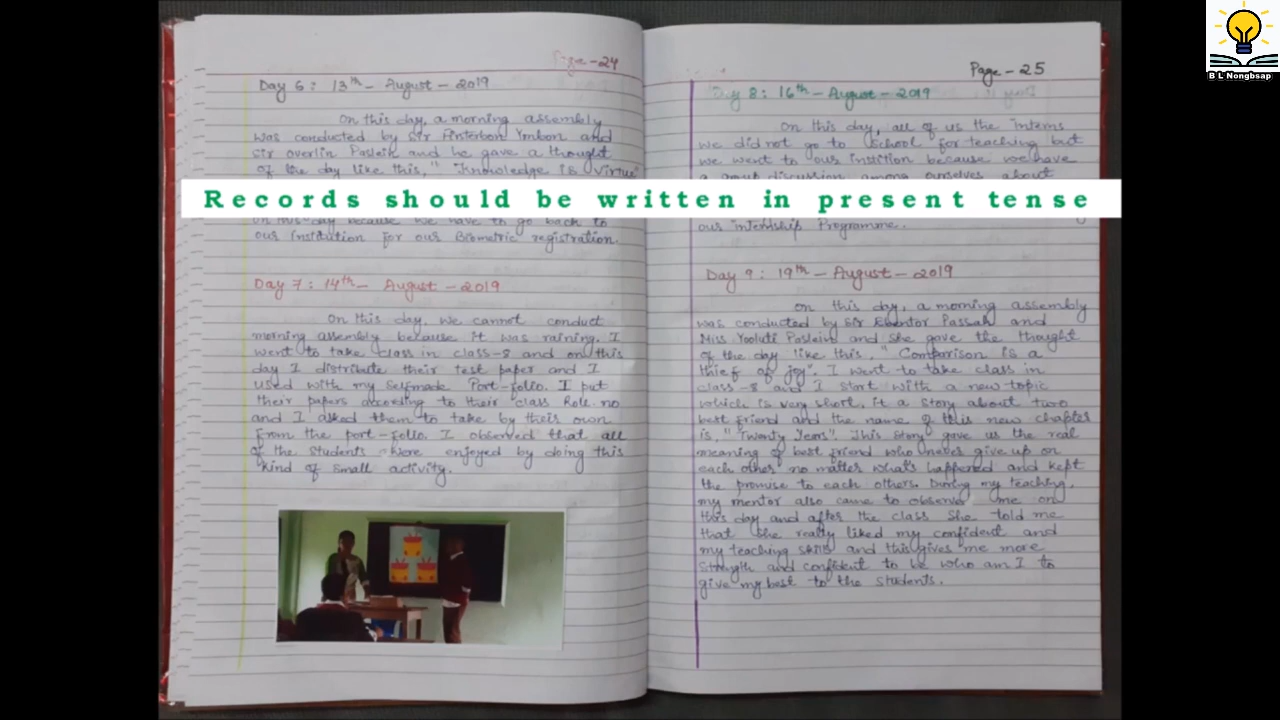 Page - 24
Day 6 : 13th - August - 2019
On this day, a morning assembly
was conducted by Sir Yonbon and
Sir overlin Paslein and he gave a thought
of the day like this, "Knowledge is virtue"
on this day because we have to go back to
our institution for our Biometric registration.
Day 7 : 14th - August - 2019
On this day. We cannot conduct
morning assembly because it was raining. I
went to take class in class-8 and on this
day I distribute their test paper and I
used with my selfmade Port-folio. I put
their papers according to their class Role. no
and I asked them to take by their own
from the port-folio. I observed that all
of the students were enjoyed by doing this
kind of small activity.
Page - 25
Day 8 : 16th - August - 2019
On this day, all of us the interns
we did not go to school for teaching but
we went to our insittion because we have
a group discussion among ourselves about
our internship Programme.
Day 9 : 19th - August - 2019
On this day, a morning assembly
was conducted by Sir Passah and
Miss Yooluti Paslein and she gave the thought
of the day like this, "Comparison is a
thief of joy". I went to take class in
class-8 and I start with a new topic
which is very short. It a story about two
best friend and the name of this new chapter
is, "Twenty Years". This story gave us the real
meaning of best friend who never give up on
each other no matter what's happened and kept
the promise to each others. During my teaching,
my mentor also came to observe me on
this day and after the class she told me
that she really liked my confident and
my teaching skills and this gives me more
strength and confident to be who am I to
give my best to the students.
Records should be written in present tense
B L Nongbsap